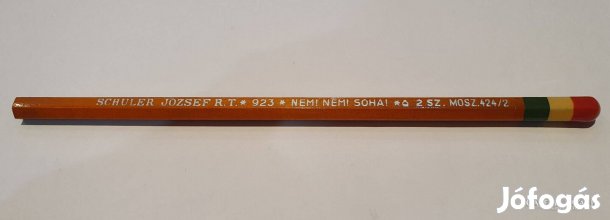 SCHULER JÓZSEF R.T. * 923 * NEM! NEM! SOHA! * 2 SZ. MOSZ.424/2
Jófogás